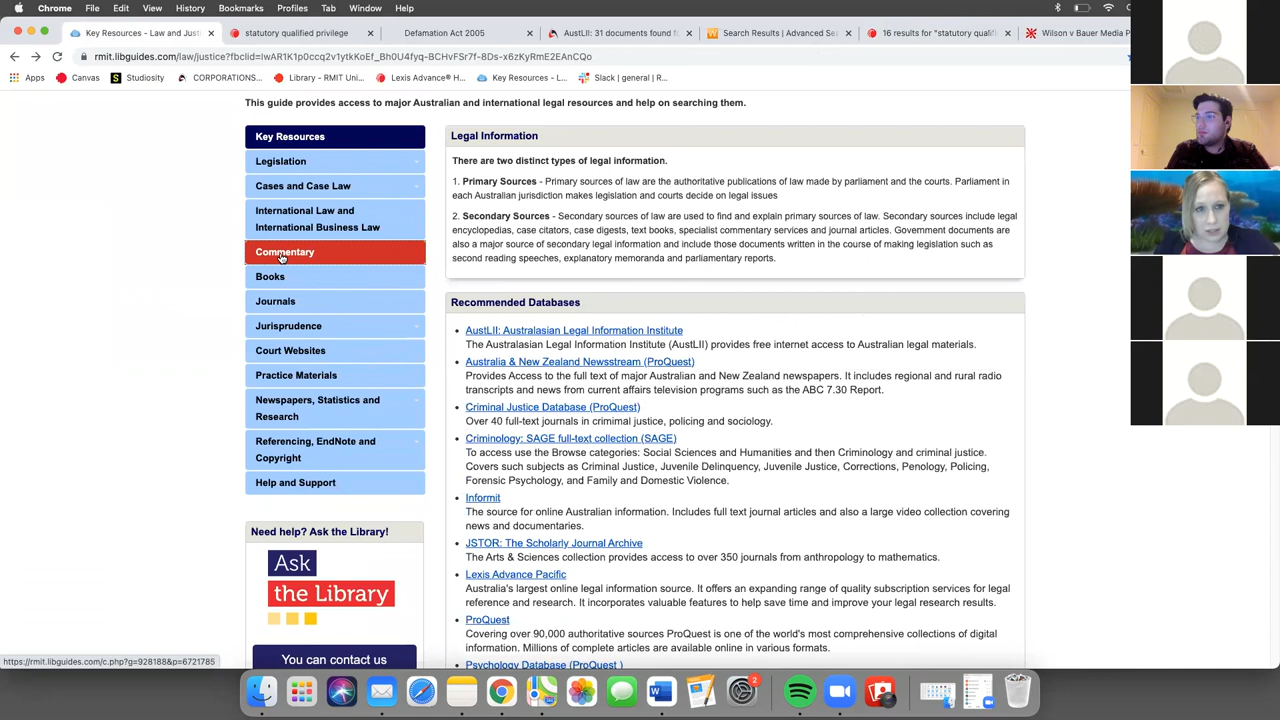 Chrome File Edit View History Bookmarks Profiles Tab Window Help
Key Resources - Law and Just
statutory qualified privilege
Defamation Act 2005
AustLII: 31 documents found f
Search Results | Advanced Sea
16 results for "statutory qualif
Wilson v Bauer Media P
rmit.libguides.com/law/justice?fbclid=IwAR1K1p0ccq2v1ytkKoEf_Bh0U4fyq-BCHvFSr7f-8Ds-x6zKyRmE2EAnCQo
Apps Canvas Studiosity CORPORATIONS... Library - RMIT Uni... Lexis Advance® H... Key Resources - L... Slack | general | R...
This guide provides access to major Australian and international legal resources and help on searching them.
Key Resources
Legislation
Cases and Case Law
International Law and
International Business Law
Commentary
Books
Journals
Jurisprudence
Court Websites
Practice Materials
Newspapers, Statistics and
Research
Referencing, EndNote and
Copyright
Help and Support
Need help? Ask the Library!
Ask
the Library
You can contact us
Legal Information
There are two distinct types of legal information.
1. Primary Sources - Primary sources of law are the authoritative publications of law made by parliament and the courts. Parliament in
each Australian jurisdiction makes legislation and courts decide on legal issues
2. Secondary Sources - Secondary sources of law are used to find and explain primary sources of law. Secondary sources include legal
encyclopedias, case citators, case digests, text books, specialist commentary services and journal articles. Government documents are
also a major source of secondary legal information and include those documents written in the course of making legislation such as
second reading speeches, explanatory memoranda and parliamentary reports.
Recommended Databases
AustLII: Australasian Legal Information Institute
The Australasian Legal Information Institute (AustLII) provides free internet access to Australian legal materials.
Australia & New Zealand Newsstream (ProQuest)
Provides Access to the full text of major Australian and New Zealand newspapers. It includes regional and rural radio
transcripts and news from current affairs television programs such as the ABC 7.30 Report.
Criminal Justice Database (ProQuest)
Over 40 full-text journals in crimimal justice, policing and sociology.
Criminology: SAGE full-text collection (SAGE)
To access use the Browse categories: Social Sciences and Humanities and then Criminology and criminal justice.
Covers such subjects as Criminal Justice, Juvenile Delinquency, Juvenile Justice, Corrections, Penology, Policing,
Forensic Psychology, and Family and Domestic Violence.
Informit
The source for online Australian information. Includes full text journal articles and also a large video collection covering
news and documentaries.
JSTOR: The Scholarly Journal Archive
The Arts & Sciences collection provides access to over 350 journals from anthropology to mathematics.
Lexis Advance Pacific
Australia's largest online legal information source. It offers an expanding range of quality subscription services for legal
reference and research. It incorporates valuable features to help save time and improve your legal research results.
ProQuest
Covering over 90,000 authoritative sources ProQuest is one of the world's most comprehensive collections of digital
information. Millions of complete articles are available online in various formats.
Psychology Database (ProQuest )
https://rmit.libguides.com/c.php?g=928188&p=6721785
2